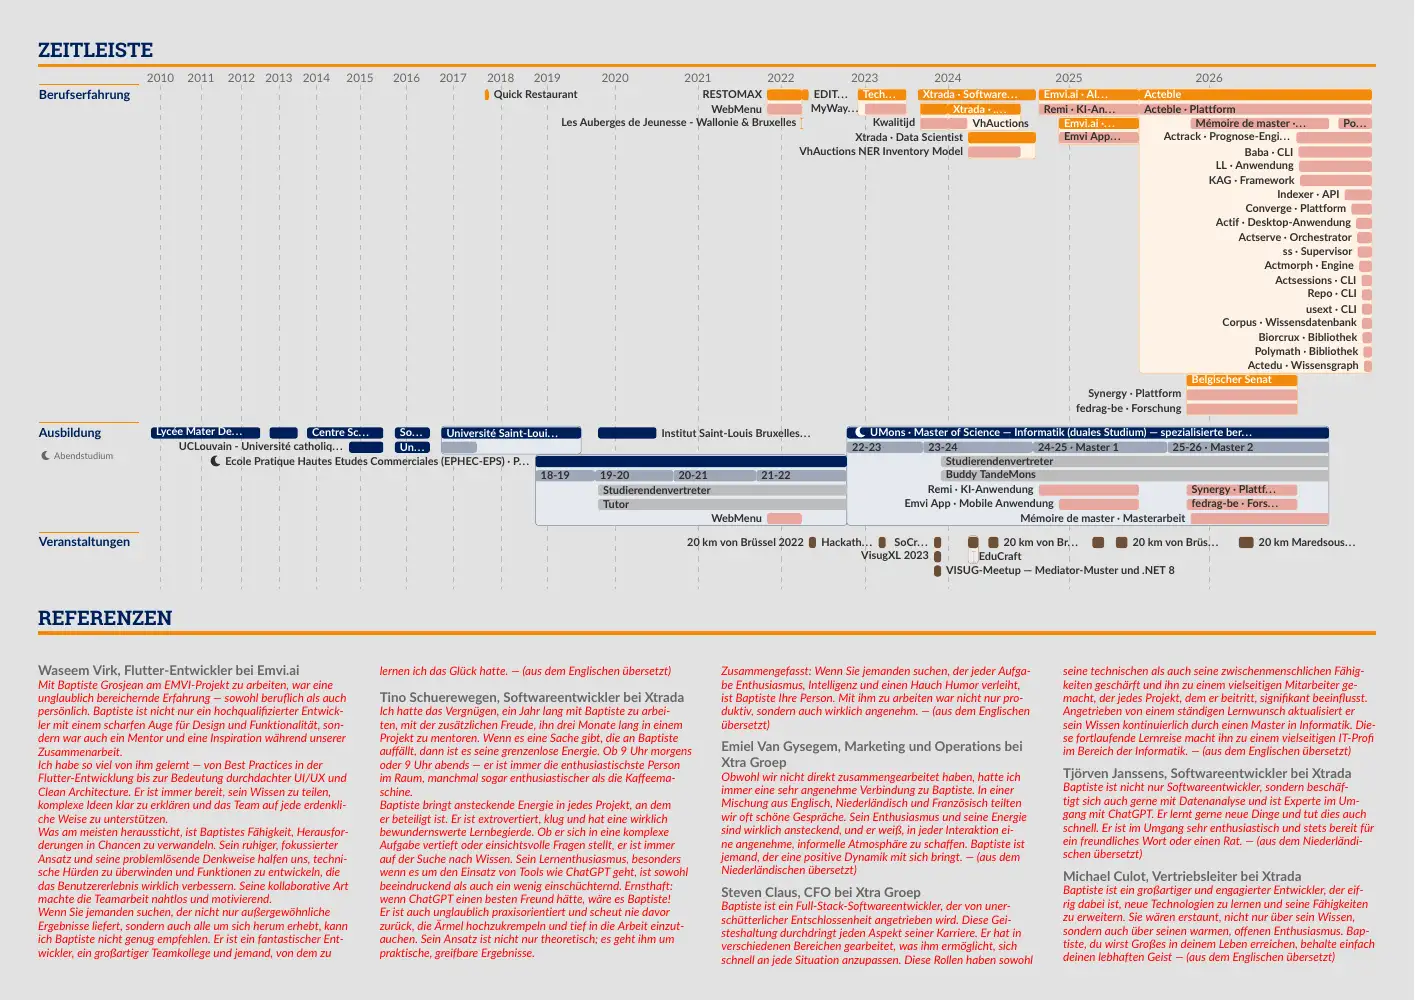 ZEITLEISTE
2010 2011 2012 2013 2014 2015 2016 2017 2018 2019 2020 2021 2022 2023 2024 2025 2026
Berufserfahrung
Quick Restaurant RESTOMAX EDIT… Tech… Xtrada · Software… Emvi.ai · AI… Acteble
WebMenu MyWay… Xtrada · … Remi · KI-An… Acteble · Plattform
Les Auberges de Jeunesse - Wallonie & Bruxelles Kwalitijd VhAuctions Emvi.ai ·… Mémoire de master ·… Po…
Xtrada · Data Scientist Emvi App… Actrack · Prognose-Engi…
VhAuctions NER Inventory Model Baba · CLI
LL · Anwendung
KAG · Framework
Indexer · API
Converge · Plattform
Actif · Desktop-Anwendung
Actserve · Orchestrator
ss · Supervisor
Actmorph · Engine
Actsessions · CLI
Repo · CLI
usext · CLI
Corpus · Wissensdatenbank
Biorcrux · Bibliothek
Polymath · Bibliothek
Actedu · Wissensgraph
Belgischer Senat
Synergy · Plattform
fedrag-be · Forschung
Ausbildung
Lycée Mater De… Centre Sc… So… Université Saint-Loui… Institut Saint-Louis Bruxelles… UMons · Master of Science — Informatik (duales Studium) — spezialisierte ber…
UCLouvain - Université catholiq… Un… 22-23 23-24 24-25 · Master 1 25-26 · Master 2
Abendstudium
Ecole Pratique Hautes Etudes Commerciales (EPHEC-EPS) · P… Studierendenvertreter
18-19 19-20 20-21 21-22 Buddy TandeMons
Studierendenvertreter Remi · KI-Anwendung Synergy · Plattf…
Tutor Emvi App · Mobile Anwendung fedrag-be · Fors…
WebMenu Mémoire de master · Masterarbeit
Veranstaltungen
20 km von Brüssel 2022 Hackath… SoCr… 20 km von Br… 20 km von Brüs… 20 km Maredsous…
VisugXL 2023 EduCraft
VISUG-Meetup — Mediator-Muster und .NET 8
REFERENZEN
Waseem Virk, Flutter-Entwickler bei Emvi.ai
Mit Baptiste Grosjean am EMVI-Projekt zu arbeiten, war eine
unglaublich bereichernde Erfahrung — sowohl beruflich als auch
persönlich. Baptiste ist nicht nur ein hochqualifizierter Entwick-
ler mit einem scharfen Auge für Design und Funktionalität, son-
dern war auch ein Mentor und eine Inspiration während unserer
Zusammenarbeit.
Ich habe so viel von ihm gelernt — von Best Practices in der
Flutter-Entwicklung bis zur Bedeutung durchdachter UI/UX und
Clean Architecture. Er ist immer bereit, sein Wissen zu teilen,
komplexe Ideen klar zu erklären und das Team auf jede erdenkli-
che Weise zu unterstützen.
Was am meisten heraussticht, ist Baptistes Fähigkeit, Herausfor-
derungen in Chancen zu verwandeln. Sein ruhiger, fokussierter
Ansatz und seine problemlösende Denkweise halfen uns, techni-
sche Hürden zu überwinden und Funktionen zu entwickeln, die
das Benutzererlebnis wirklich verbessern. Seine kollaborative Art
machte die Teamarbeit nahtlos und motivierend.
Wenn Sie jemanden suchen, der nicht nur außergewöhnliche
Ergebnisse liefert, sondern auch alle um sich herum erhebt, kann
ich Baptiste nicht genug empfehlen. Er ist ein fantastischer Ent-
wickler, ein großartiger Teamkollege und jemand, von dem zu
lernen ich das Glück hatte. — (aus dem Englischen übersetzt)
Tino Schuerewegen, Softwareentwickler bei Xtrada
Ich hatte das Vergnügen, ein Jahr lang mit Baptiste zu arbei-
ten, mit der zusätzlichen Freude, ihn drei Monate lang in einem
Projekt zu mentoren. Wenn es eine Sache gibt, die an Baptiste
auffällt, dann ist es seine grenzenlose Energie. Ob 9 Uhr morgens
oder 9 Uhr abends — er ist immer die enthusiastischste Person
im Raum, manchmal sogar enthusiastischer als die Kaffeema-
schine.
Baptiste bringt ansteckende Energie in jedes Projekt, an dem
er beteiligt ist. Er ist extrovertiert, klug und hat eine wirklich
bewundernswerte Lernbegierde. Ob er sich in eine komplexe
Aufgabe vertieft oder einsichtsvolle Fragen stellt, er ist immer
auf der Suche nach Wissen. Sein Lernenthusiasmus, besonders
wenn es um den Einsatz von Tools wie ChatGPT geht, ist sowohl
beeindruckend als auch ein wenig einschüchternd. Ernsthaft:
wenn ChatGPT einen besten Freund hätte, wäre es Baptiste!
Er ist auch unglaublich praxisorientiert und scheut nie davor
zurück, die Ärmel hochzukrempeln und tief in die Arbeit einzut-
auchen. Sein Ansatz ist nicht nur theoretisch; es geht ihm um
praktische, greifbare Ergebnisse.
Zusammengefasst: Wenn Sie jemanden suchen, der jeder Aufga-
be Enthusiasmus, Intelligenz und einen Hauch Humor verleiht,
ist Baptiste Ihre Person. Mit ihm zu arbeiten war nicht nur pro-
duktiv, sondern auch wirklich angenehm. — (aus dem Englischen
übersetzt)
Emiel Van Gysegem, Marketing und Operations bei
Xtra Groep
Obwohl wir nicht direkt zusammengearbeitet haben, hatte ich
immer eine sehr angenehme Verbindung zu Baptiste. In einer
Mischung aus Englisch, Niederländisch und Französisch teilten
wir oft schöne Gespräche. Sein Enthusiasmus und seine Energie
sind wirklich ansteckend, und er weiß, in jeder Interaktion ei-
ne angenehme, informelle Atmosphäre zu schaffen. Baptiste ist
jemand, der eine positive Dynamik mit sich bringt. — (aus dem
Niederländischen übersetzt)
Steven Claus, CFO bei Xtra Groep
Baptiste ist ein Full-Stack-Softwareentwickler, der von uner-
schütterlicher Entschlossenheit angetrieben wird. Diese Gei-
steshaltung durchdringt jeden Aspekt seiner Karriere. Er hat in
verschiedenen Bereichen gearbeitet, was ihm ermöglicht, sich
schnell an jede Situation anzupassen. Diese Rollen haben sowohl
seine technischen als auch seine zwischenmenschlichen Fähig-
keiten geschärft und ihn zu einem vielseitigen Mitarbeiter ge-
macht, der jedes Projekt, dem er beitritt, signifikant beeinflusst.
Angetrieben von einem ständigen Lernwunsch aktualisiert er
sein Wissen kontinuierlich durch einen Master in Informatik. Die-
se fortlaufende Lernreise macht ihn zu einem vielseitigen IT-Profi
im Bereich der Informatik. — (aus dem Englischen übersetzt)
Tjörven Janssens, Softwareentwickler bei Xtrada
Baptiste ist nicht nur Softwareentwickler, sondern beschäf-
tigt sich auch gerne mit Datenanalyse und ist Experte im Um-
gang mit ChatGPT. Er lernt gerne neue Dinge und tut dies auch
schnell. Er ist im Umgang sehr enthusiastisch und stets bereit für
ein freundliches Wort oder einen Rat. — (aus dem Niederländi-
schen übersetzt)
Michael Culot, Vertriebsleiter bei Xtrada
Baptiste ist ein großartiger und engagierter Entwickler, der eif-
rig dabei ist, neue Technologien zu lernen und seine Fähigkeiten
zu erweitern. Sie wären erstaunt, nicht nur über sein Wissen,
sondern auch über seinen warmen, offenen Enthusiasmus. Bap-
tiste, du wirst Großes in deinem Leben erreichen, behalte einfach
deinen lebhaften Geist — (aus dem Englischen übersetzt)